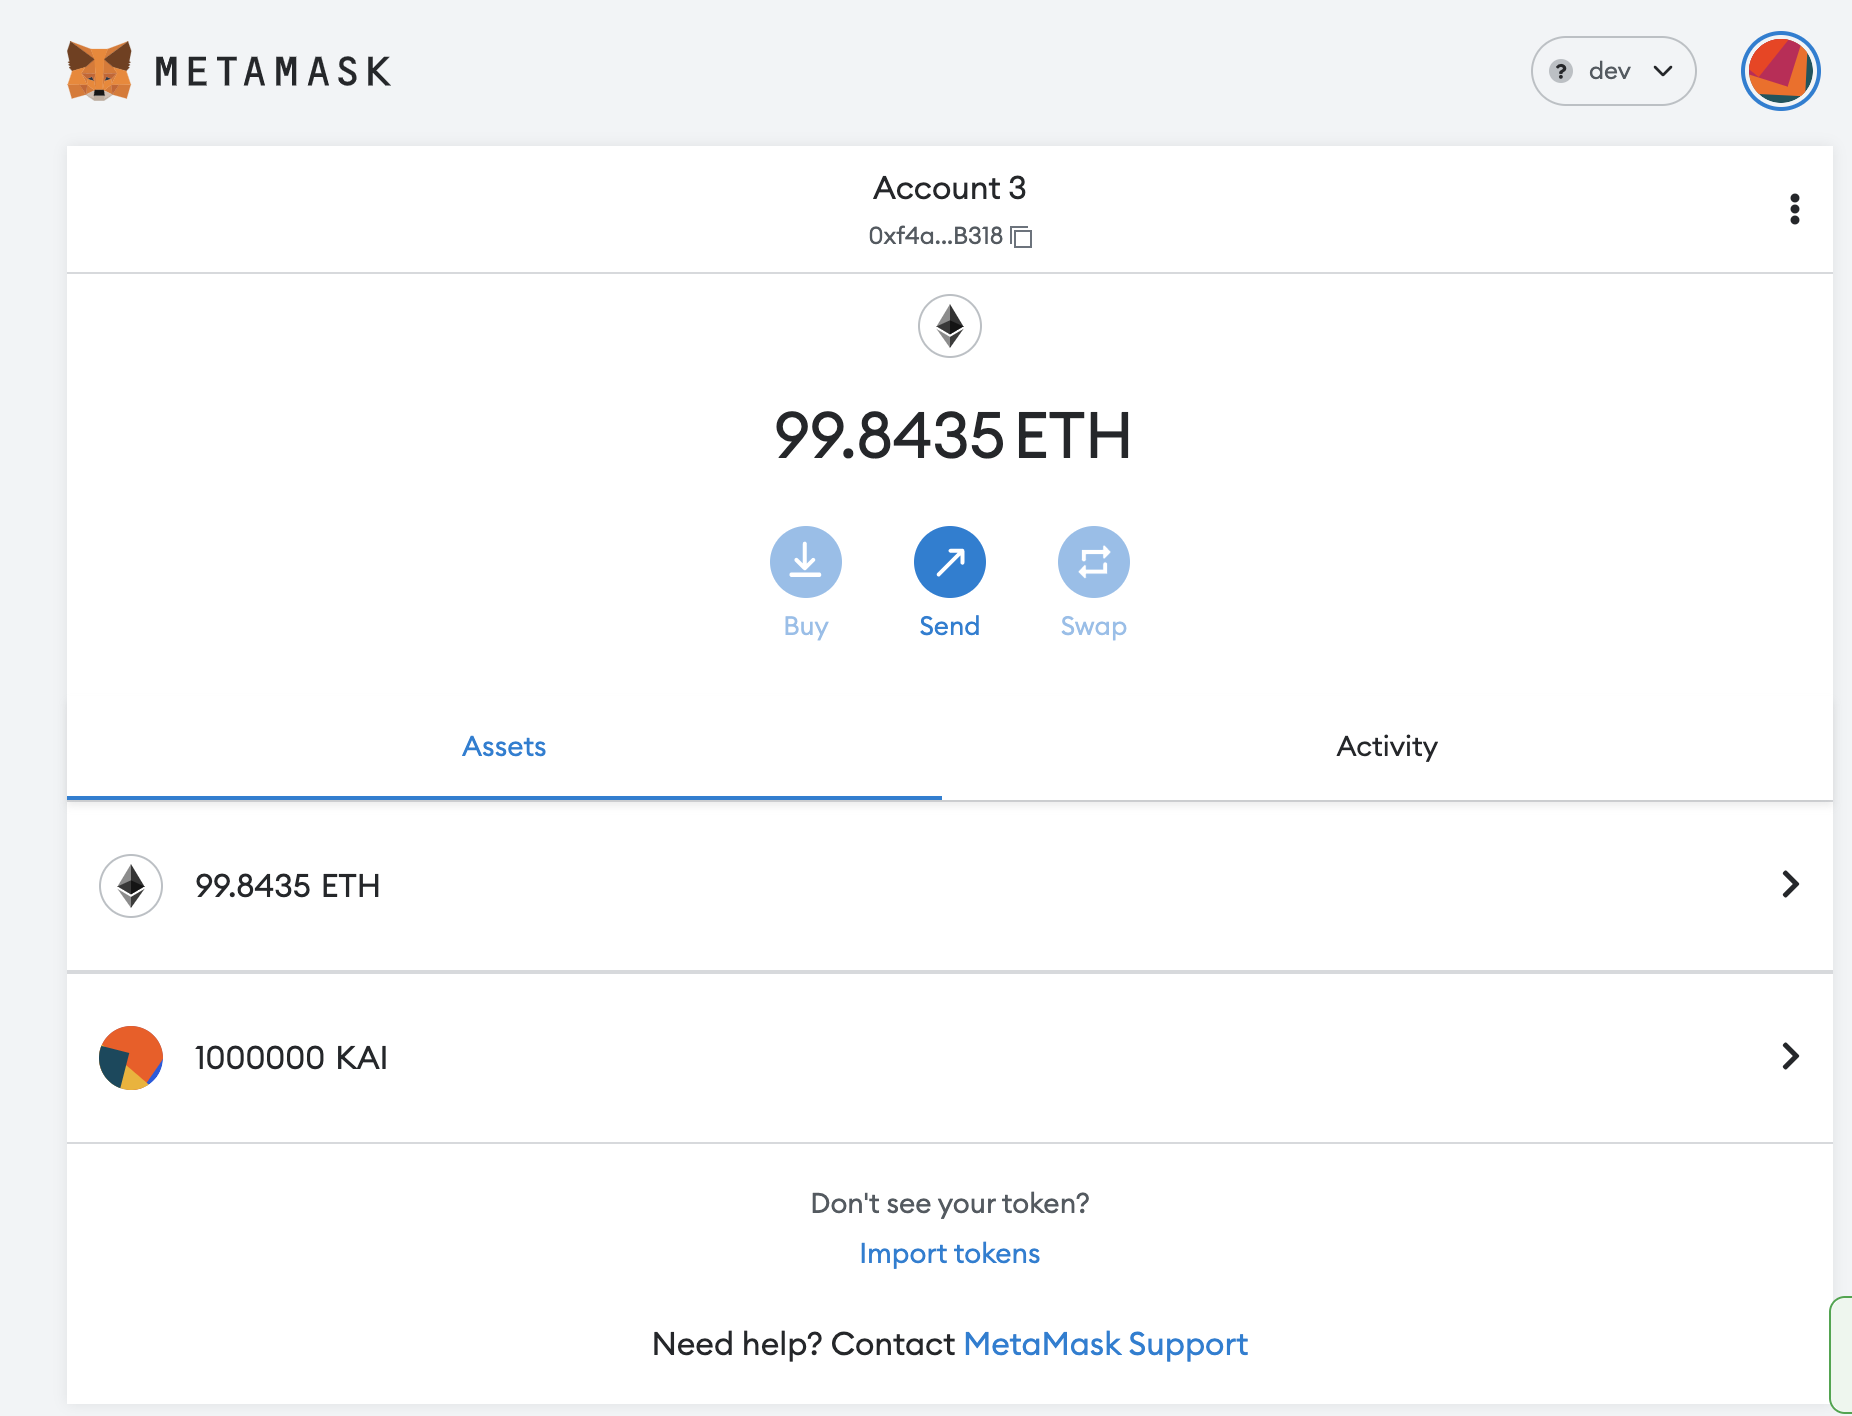 METAMASK
? dev
Account 3
0xf4a...B318
99.8435 ETH
Buy
Send
Swap
Assets
Activity
99.8435 ETH
1000000 KAI
Don't see your token?
Import tokens
Need help? Contact MetaMask Support